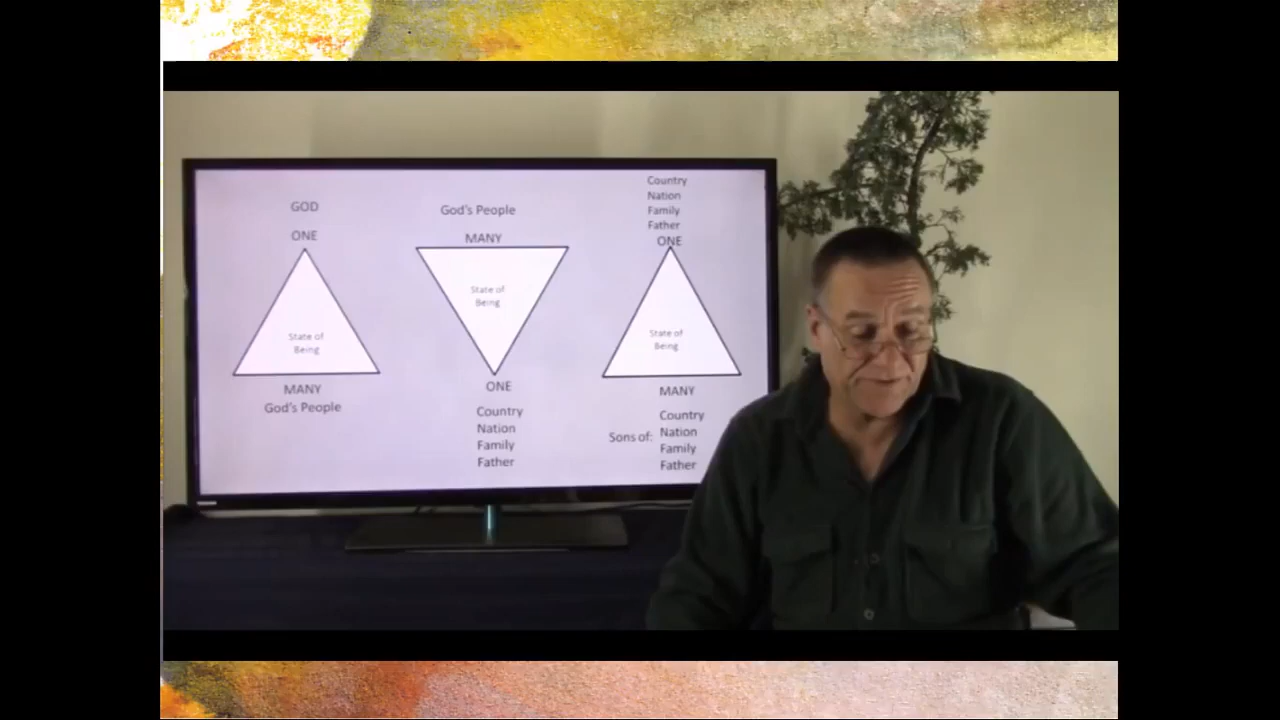 GOD
ONE
State of
Being
MANY
God's People
God's People
MANY
State of
Being
ONE
Country
Nation
Family
Father
Country
Nation
Family
Father
ONE
State of
Being
MANY
Sons of:
Country
Nation
Family
Father